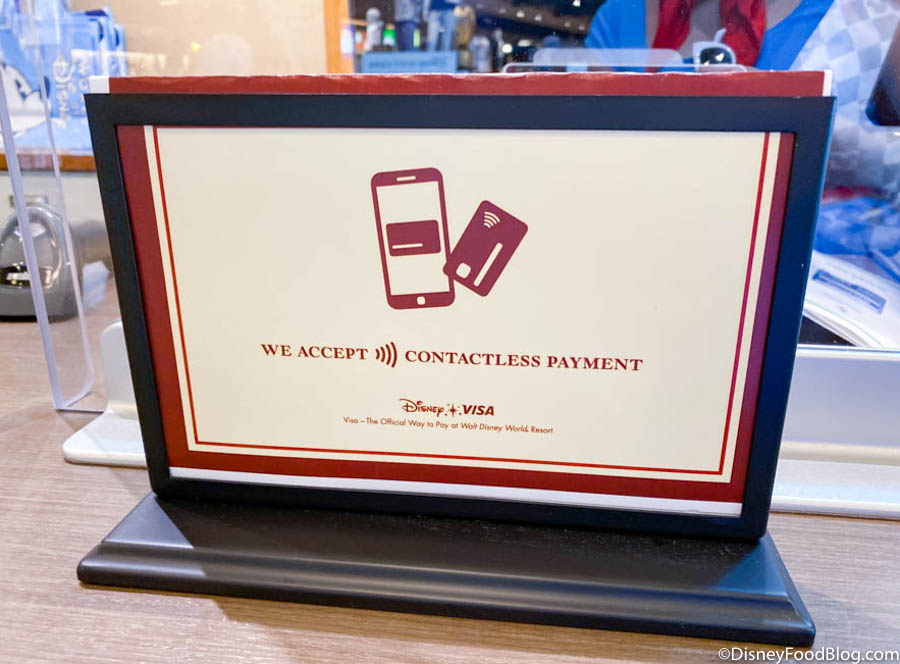 WE ACCEPT CONTACTLESS PAYMENT
Disney VISA
Visa – The Official Way to Pay at Walt Disney World® Resort
©DisneyFoodBlog.com